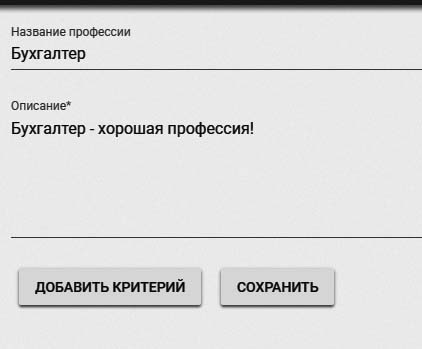 Название профессии
Бухгалтер
Описание*
Бухгалтер - хорошая профессия!
ДОБАВИТЬ КРИТЕРИЙ СОХРАНИТЬ